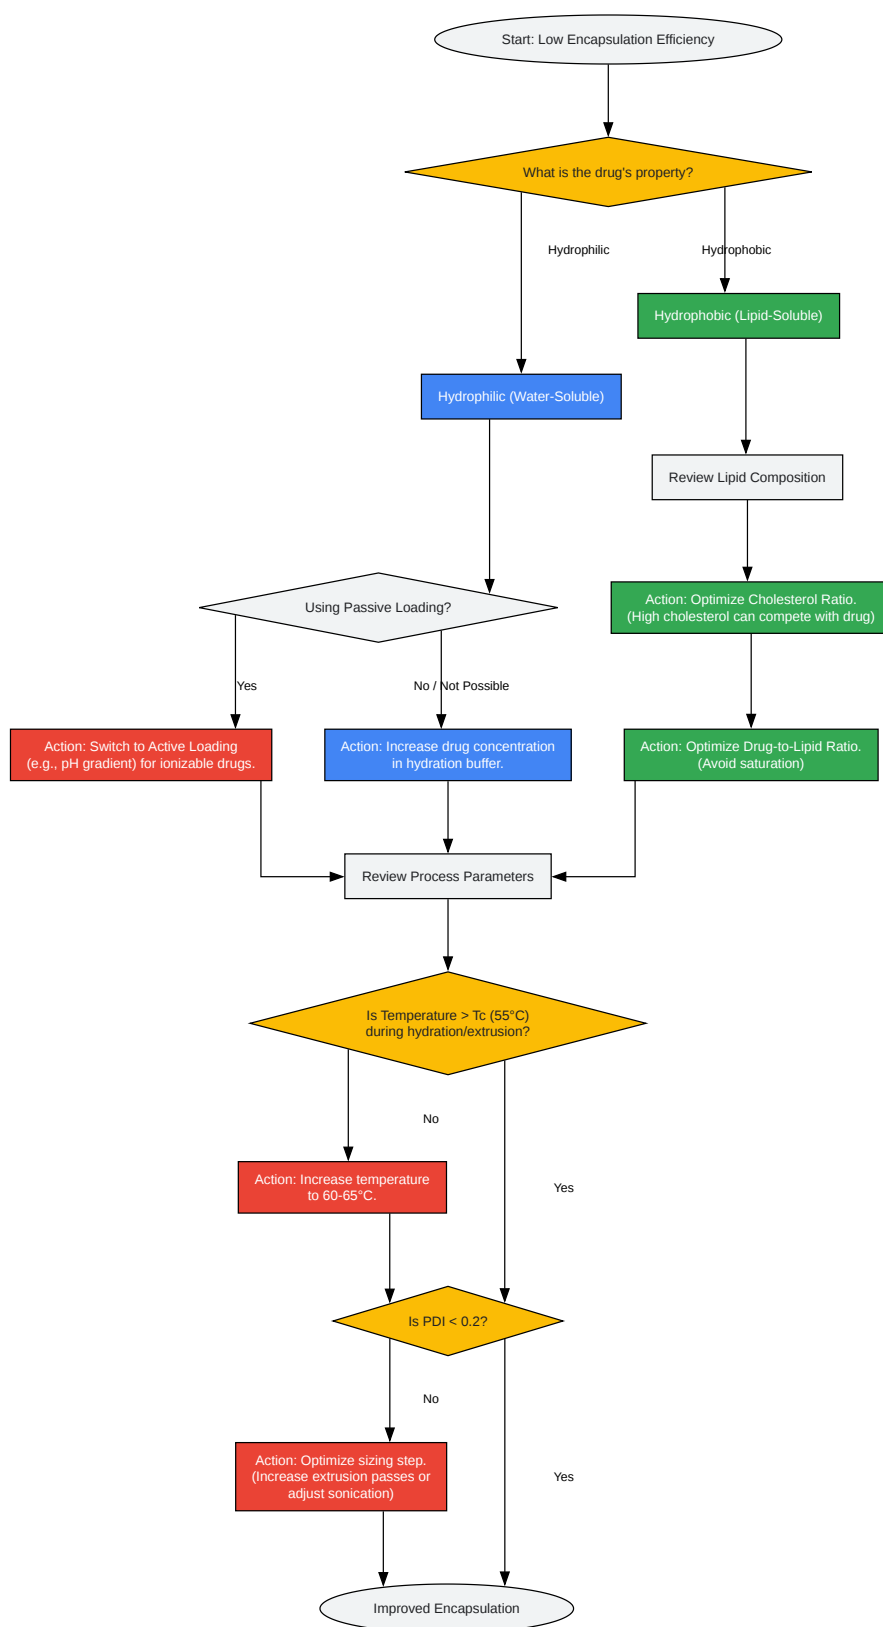 Start: Low Encapsulation Efficiency
What is the drug's property?
Hydrophilic
Hydrophobic
Hydrophobic (Lipid-Soluble)
Hydrophilic (Water-Soluble)
Review Lipid Composition
Using Passive Loading?
Action: Optimize Cholesterol Ratio.
(High cholesterol can compete with drug)
Yes
No / Not Possible
Action: Switch to Active Loading
(e.g., pH gradient) for ionizable drugs.
Action: Increase drug concentration
in hydration buffer.
Action: Optimize Drug-to-Lipid Ratio.
(Avoid saturation)
Review Process Parameters
Is Temperature > Tc (55°C)
during hydration/extrusion?
No
Action: Increase temperature
to 60-65°C.
Yes
Is PDI < 0.2?
No
Action: Optimize sizing step.
(Increase extrusion passes or
adjust sonication)
Yes
Improved Encapsulation